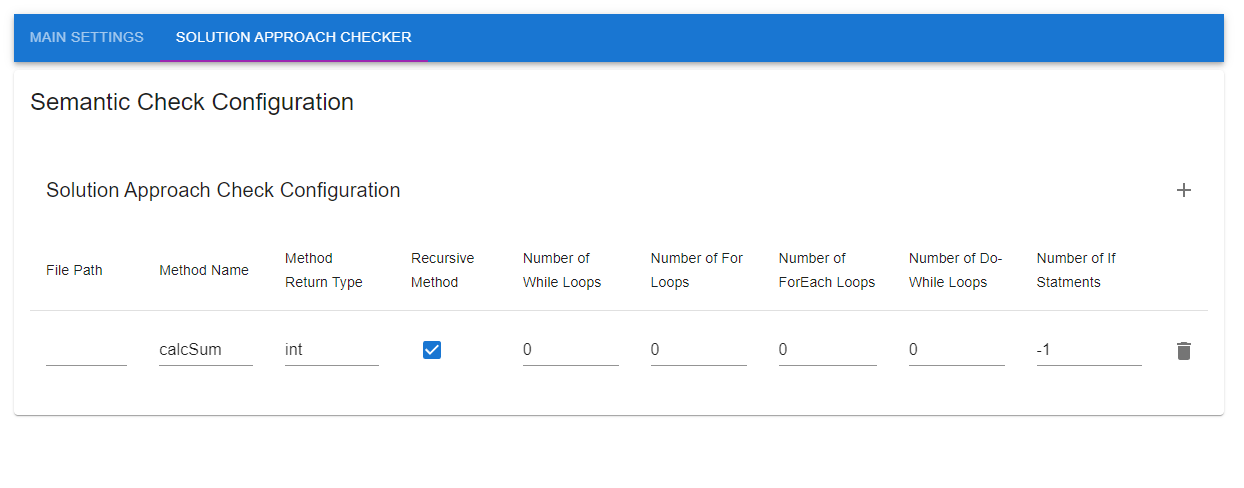 MAIN SETTINGS SOLUTION APPROACH CHECKER
Semantic Check Configuration
Solution Approach Check Configuration +
File Path
Method Name
Method
Return Type
Recursive
Method
Number of
While Loops
Number of For
Loops
Number of
ForEach Loops
Number of Do-
While Loops
Number of If
Statments
calcSum int 0 0 0 0 -1